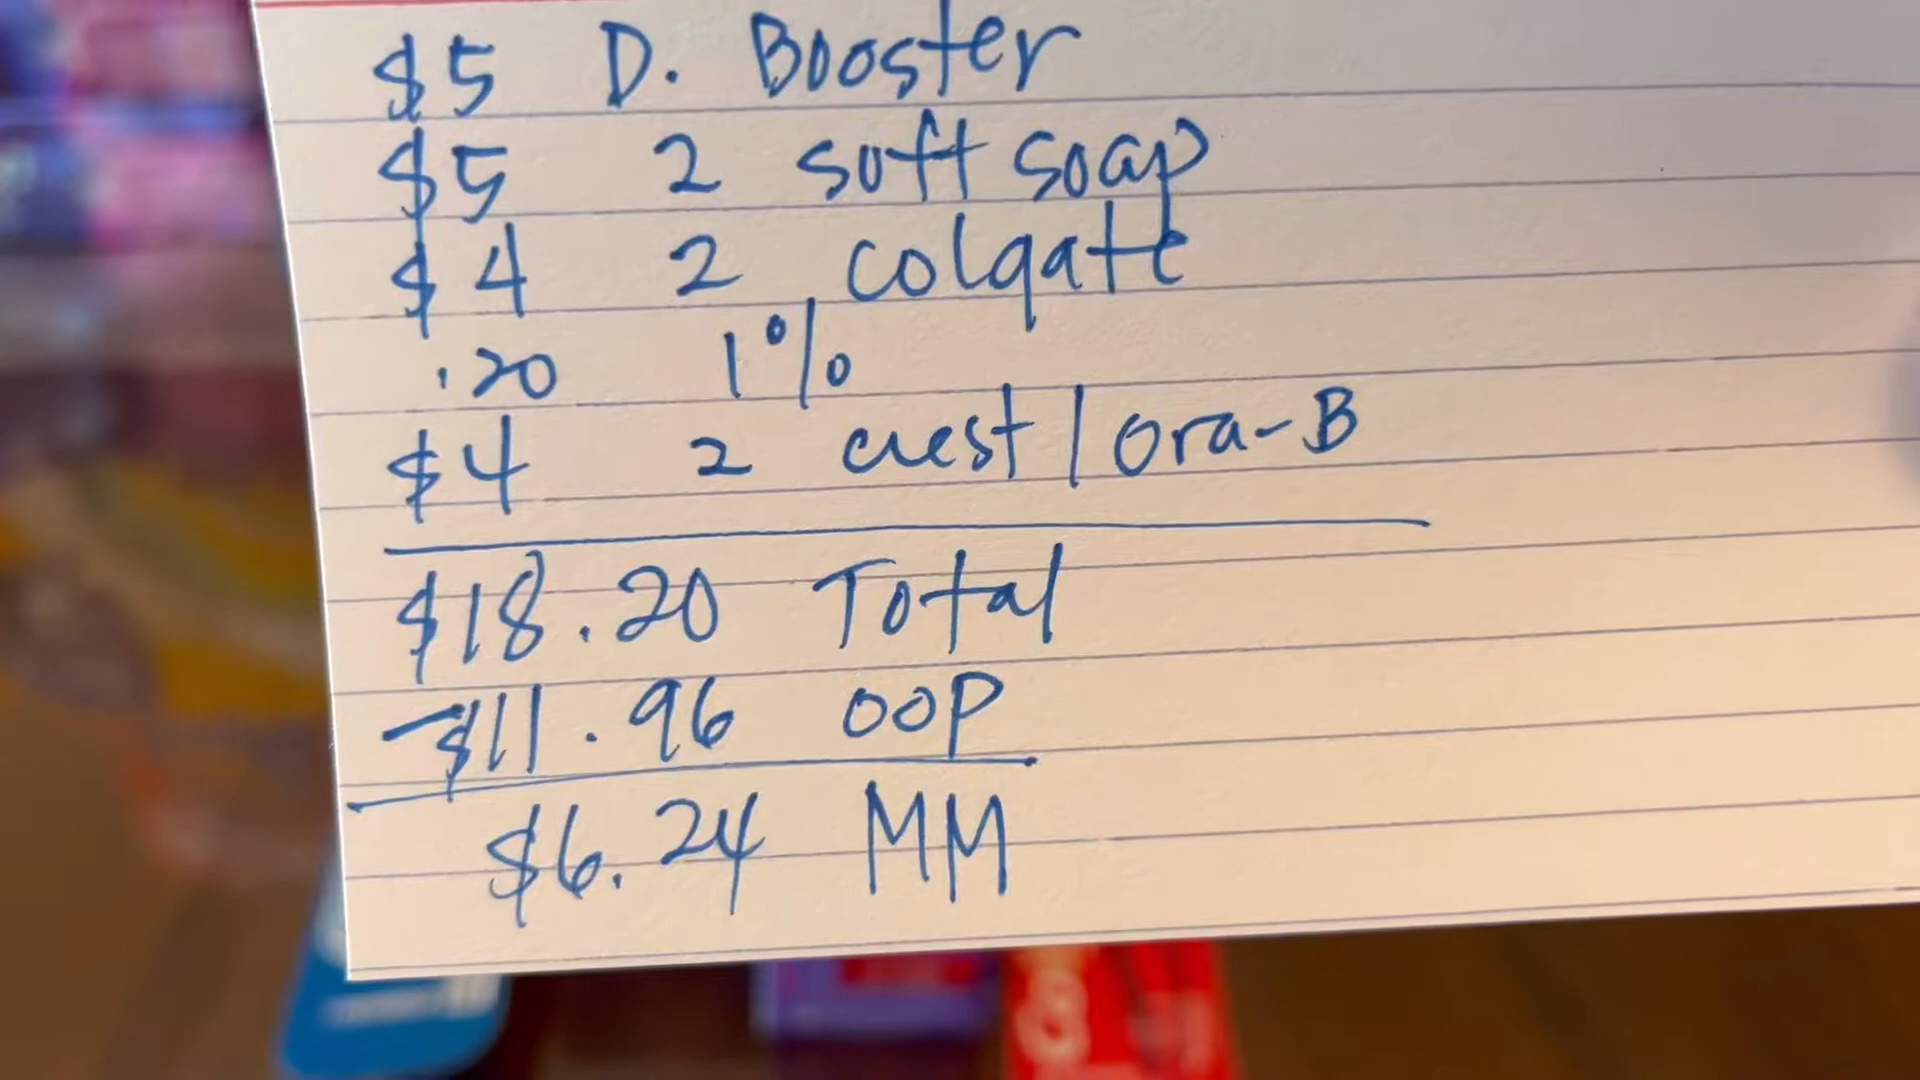 $5 D. Booster
$5 2 soft soap
$4 2 colgate
.20 1%
$4 2 crest / ora-B
$18.20 Total
-$11.96 OOP
$6.24 MM